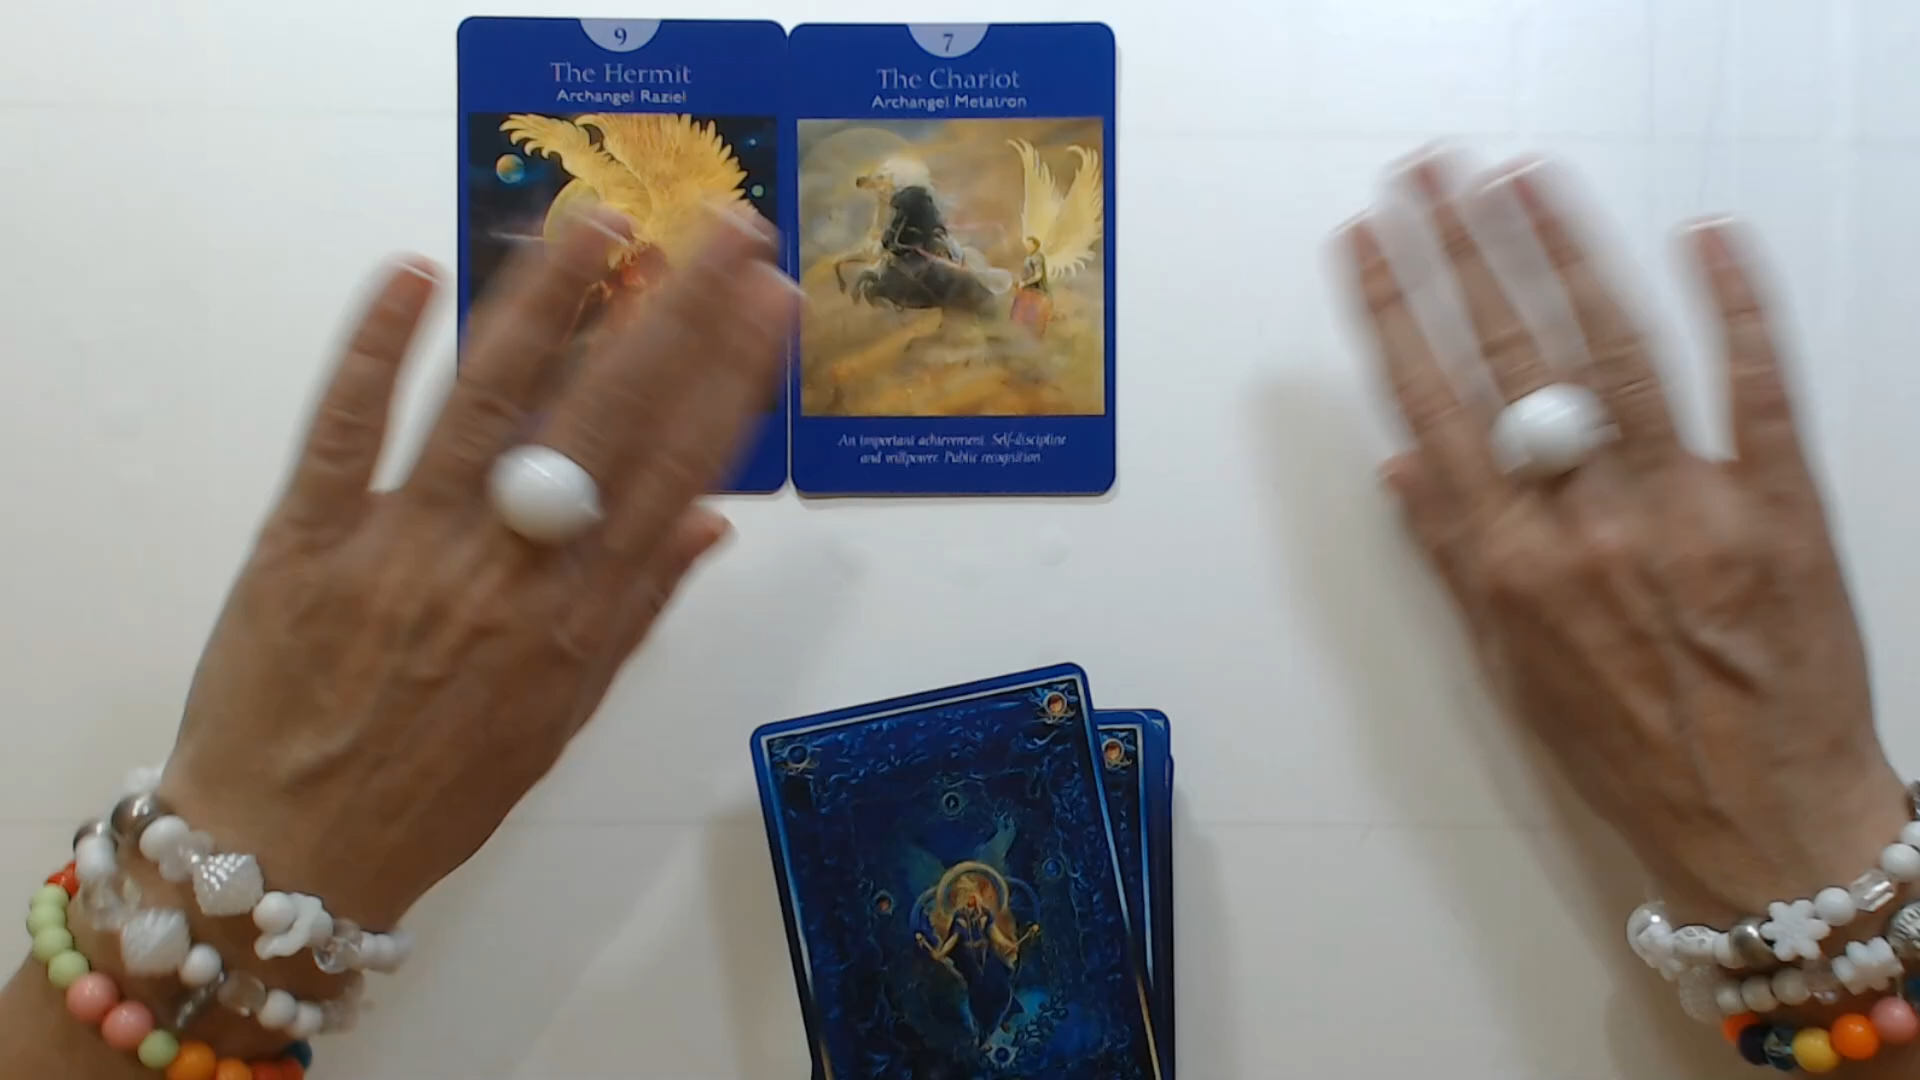 9
The Hermit
Archangel Raziel
7
The Chariot
Archangel Metatron
An important achievement. Self-discipline
and willpower. Public recognition.